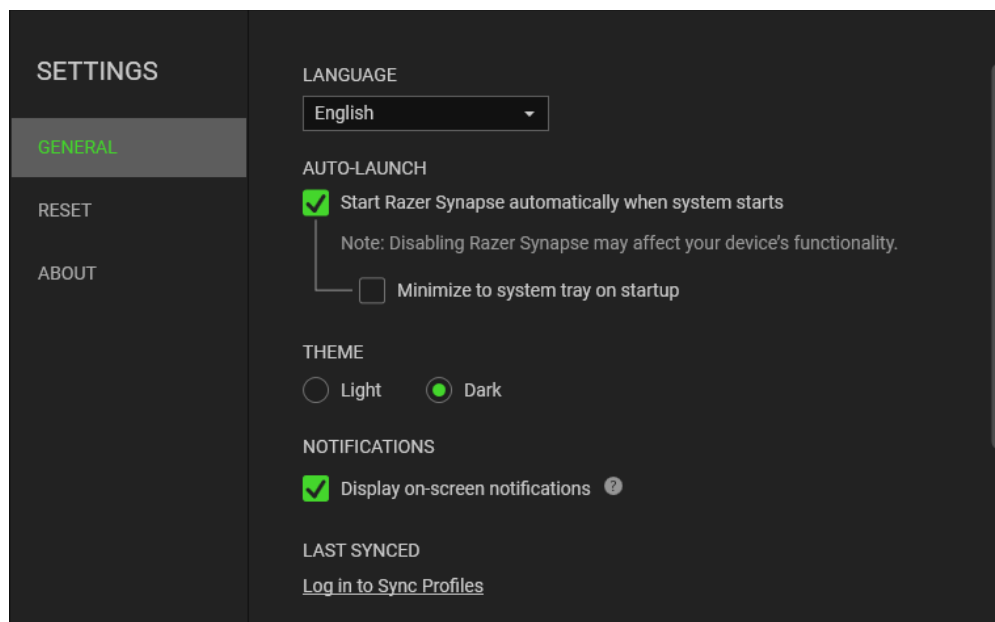 SETTINGS
GENERAL
RESET
ABOUT
LANGUAGE
English
AUTO-LAUNCH
Start Razer Synapse automatically when system starts
Note: Disabling Razer Synapse may affect your device’s functionality.
Minimize to system tray on startup
THEME
Light Dark
NOTIFICATIONS
Display on-screen notifications ?
LAST SYNCED
Log in to Sync Profiles